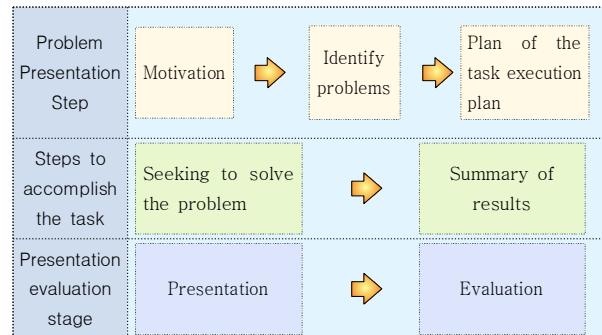 Problem
Presentation
Step
Motivation
Identify
problems
Plan of the
task execution
plan
Steps to
accomplish
the task
Seeking to solve
the problem
Summary of
results
Presentation
evaluation
stage
Presentation
Evaluation